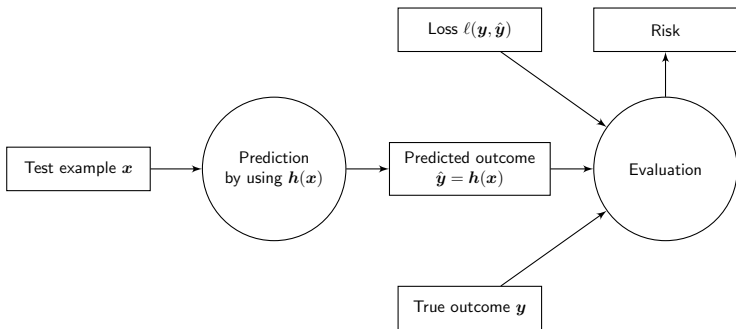 Loss ℓ(y, ŷ)
Risk
Test example x
Prediction
by using h(x)
Predicted outcome
ŷ = h(x)
Evaluation
True outcome y